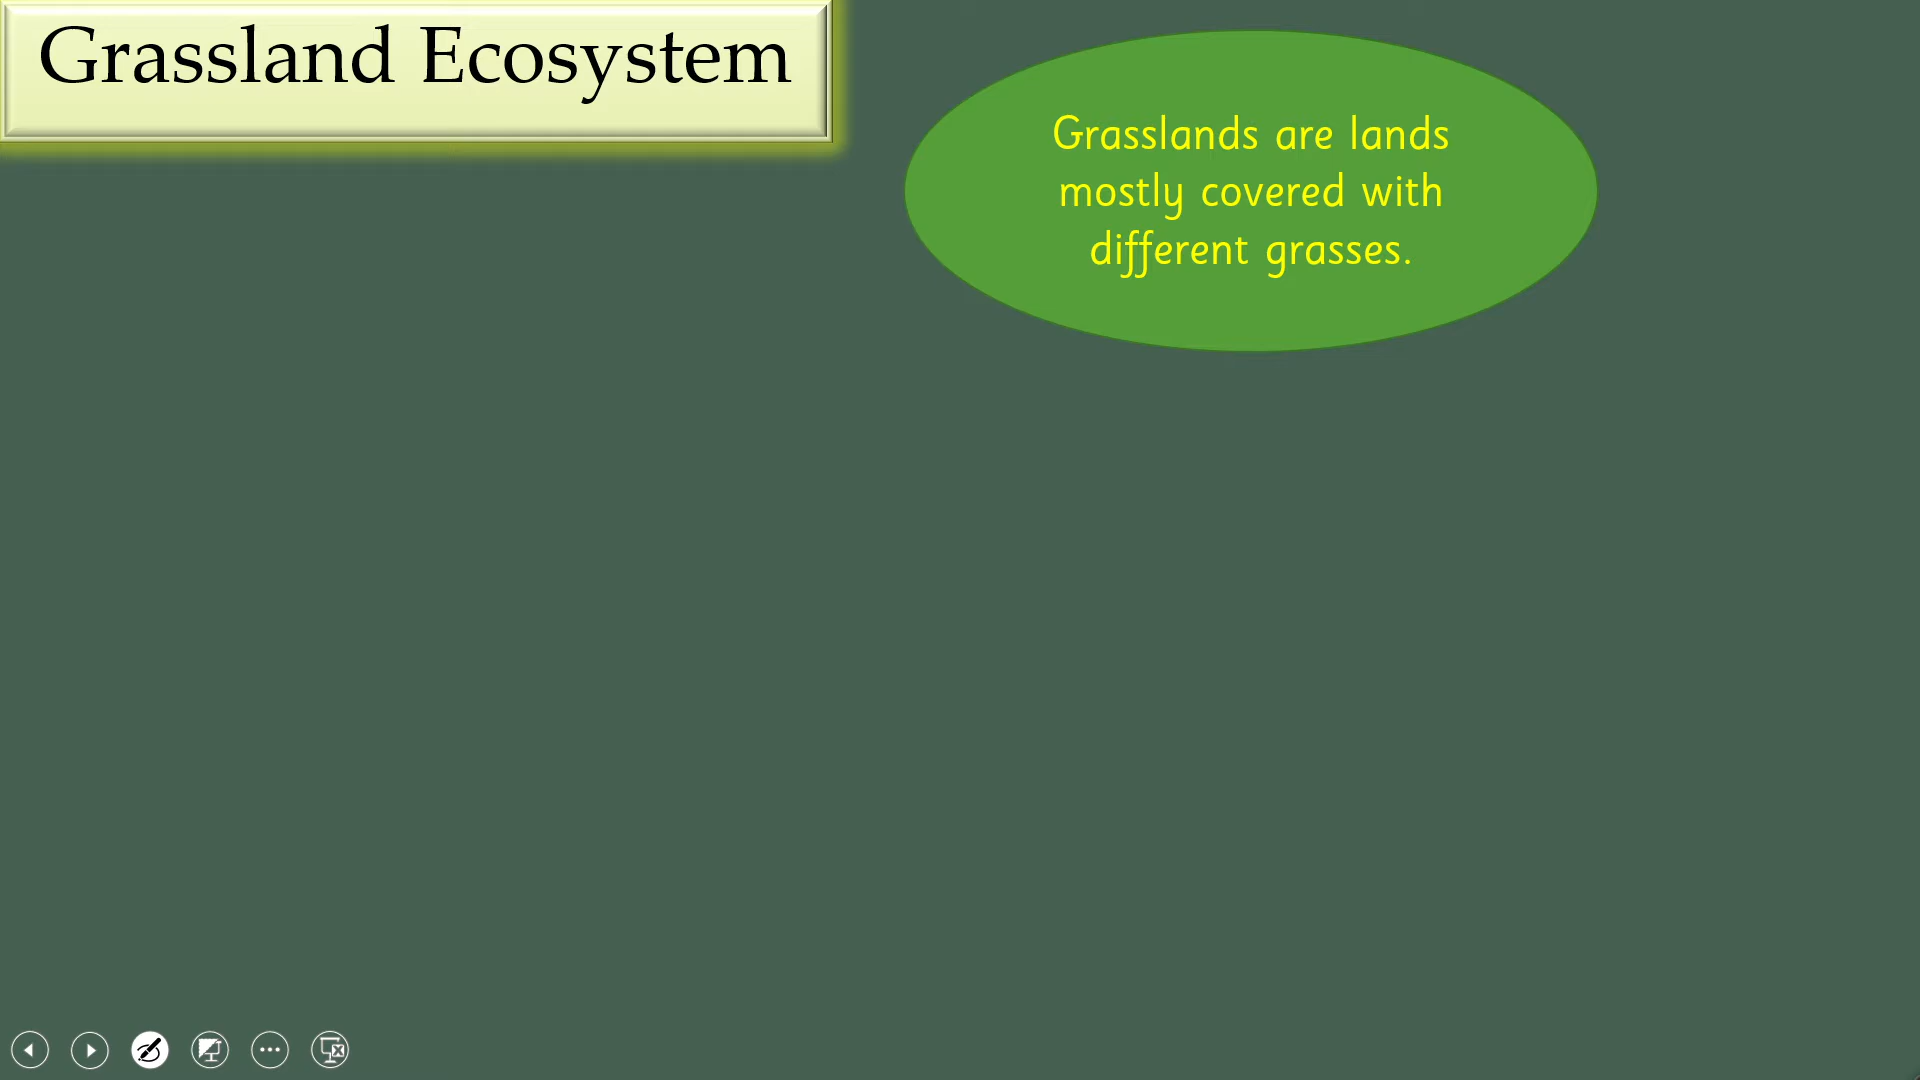 Grassland Ecosystem
Grasslands are lands
mostly covered with
different grasses.